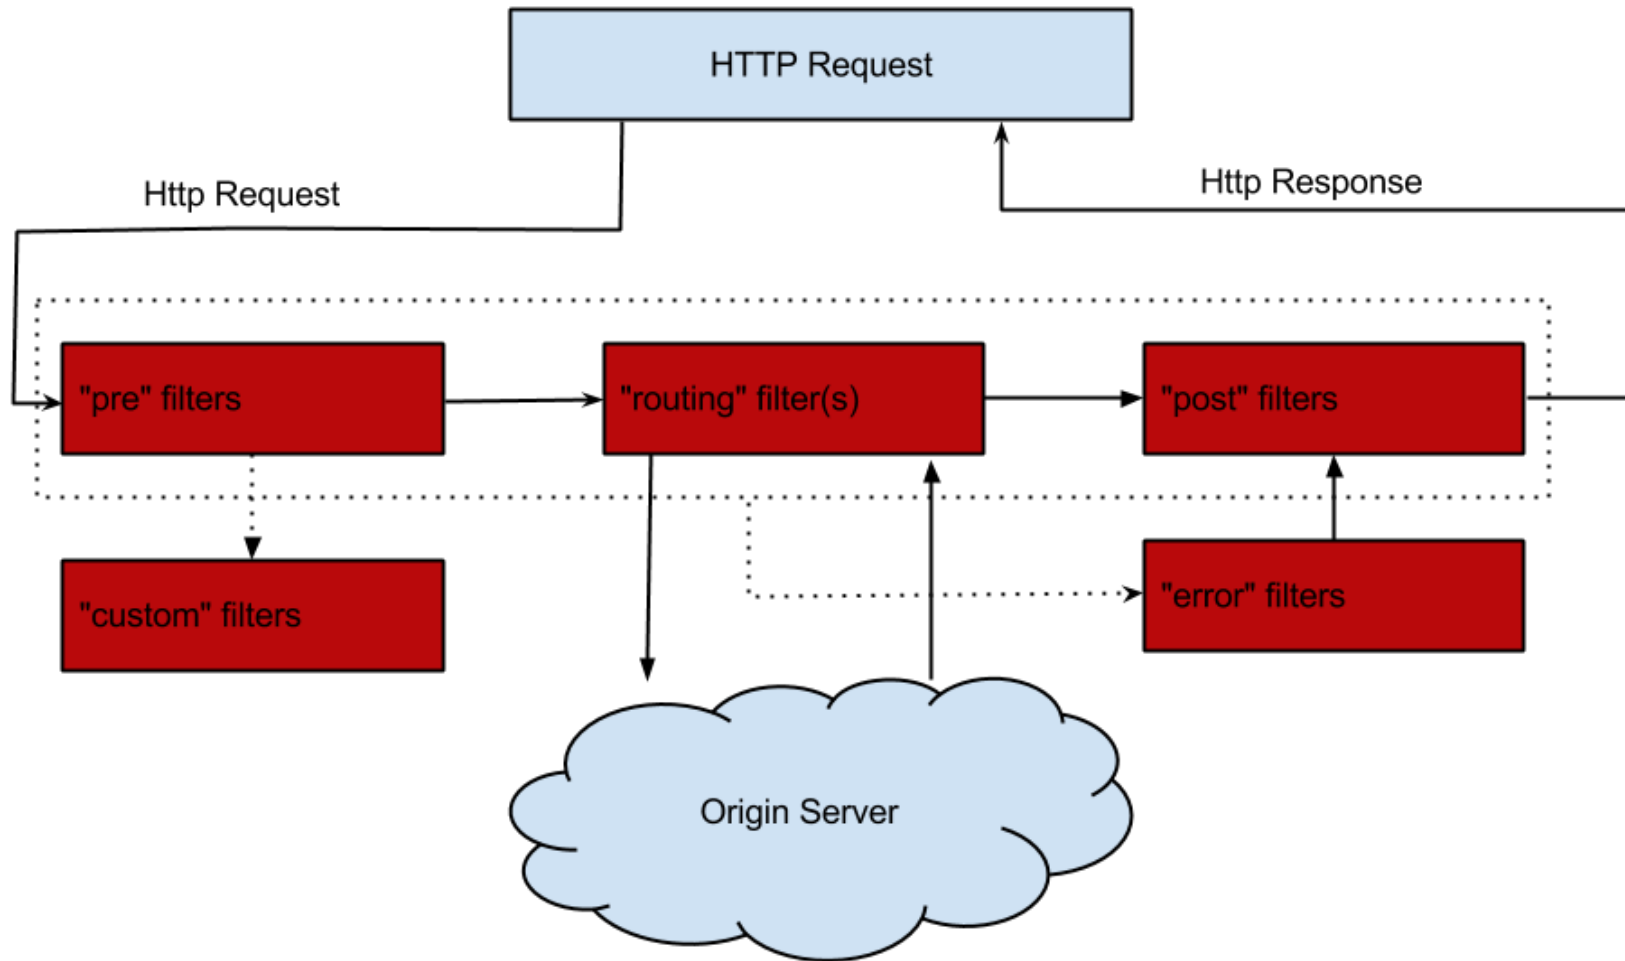 HTTP Request
Http Request
Http Response
"pre" filters
"routing" filter(s)
"post" filters
"custom" filters
"error" filters
Origin Server